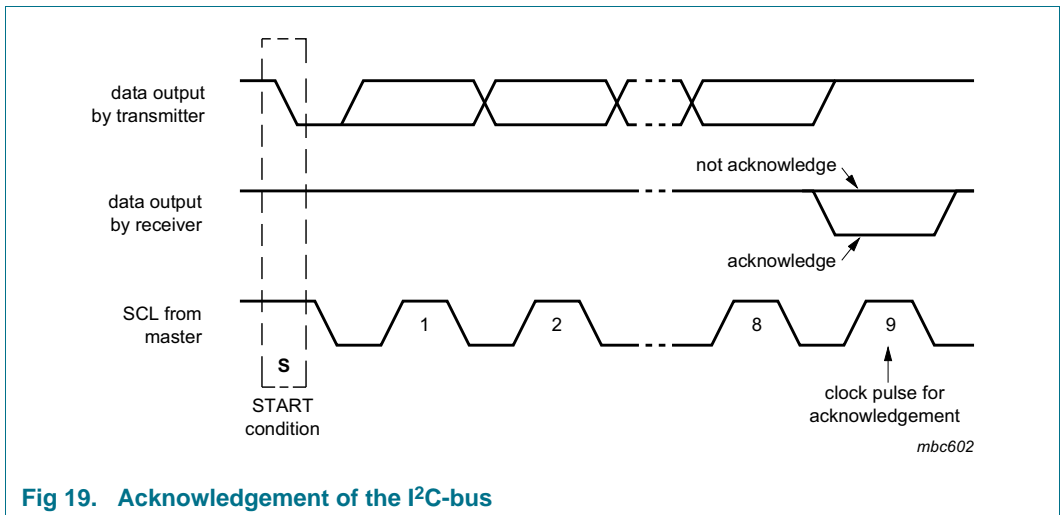 data output
by transmitter
not acknowledge
data output
by receiver
acknowledge
SCL from
master
1
2
8
9
S
START
condition
clock pulse for
acknowledgement
mbc602
Fig 19. Acknowledgement of the I²C-bus